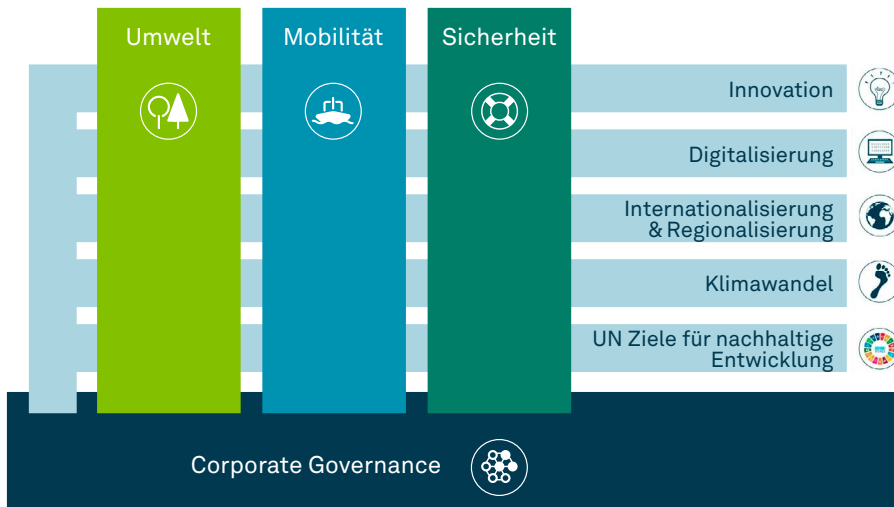 Umwelt
Mobilität
Sicherheit
Innovation
Digitalisierung
Internationalisierung
& Regionalisierung
Klimawandel
UN Ziele für nachhaltige
Entwicklung
Corporate Governance